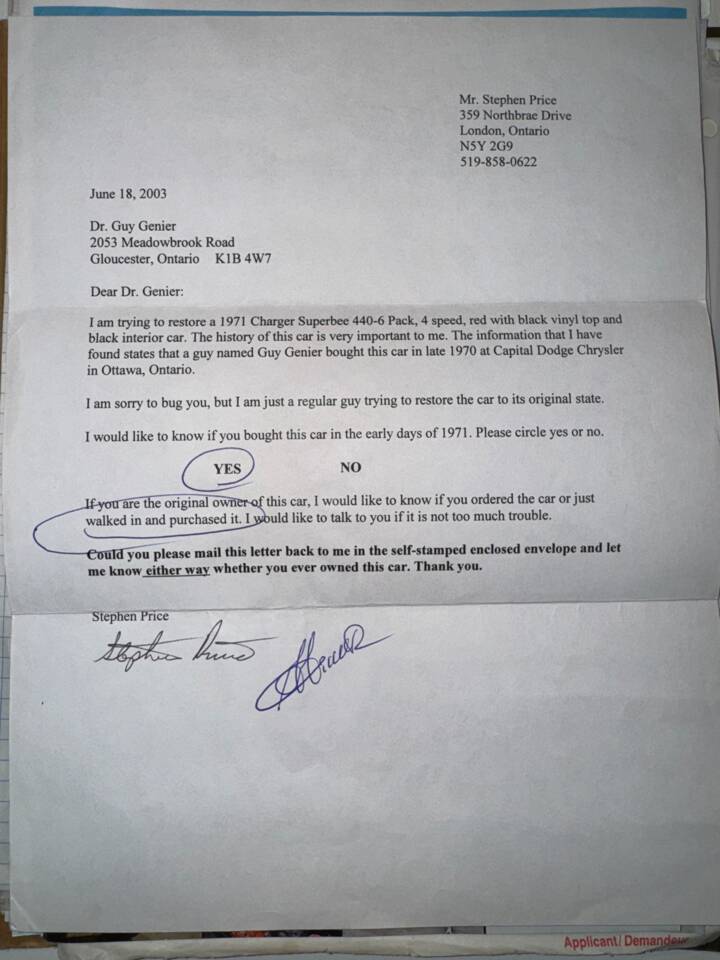 Mr. Stephen Price
359 Northbrae Drive
London, Ontario
N5Y 2G9
519-858-0622
June 18, 2003
Dr. Guy Genier
2053 Meadowbrook Road
Gloucester, Ontario K1B 4W7
Dear Dr. Genier:
I am trying to restore a 1971 Charger Superbee 440-6 Pack, 4 speed, red with black vinyl top and
black interior car. The history of this car is very important to me. The information that I have
found states that a guy named Guy Genier bought this car in late 1970 at Capital Dodge Chrysler
in Ottawa, Ontario.
I am sorry to bug you, but I am just a regular guy trying to restore the car to its original state.
I would like to know if you bought this car in the early days of 1971. Please circle yes or no.
YES NO
If you are the original owner of this car, I would like to know if you ordered the car or just
walked in and purchased it. I would like to talk to you if it is not too much trouble.
Could you please mail this letter back to me in the self-stamped enclosed envelope and let
me know either way whether you ever owned this car. Thank you.
Stephen Price
Stephen Price
Applicant/ Demandeur